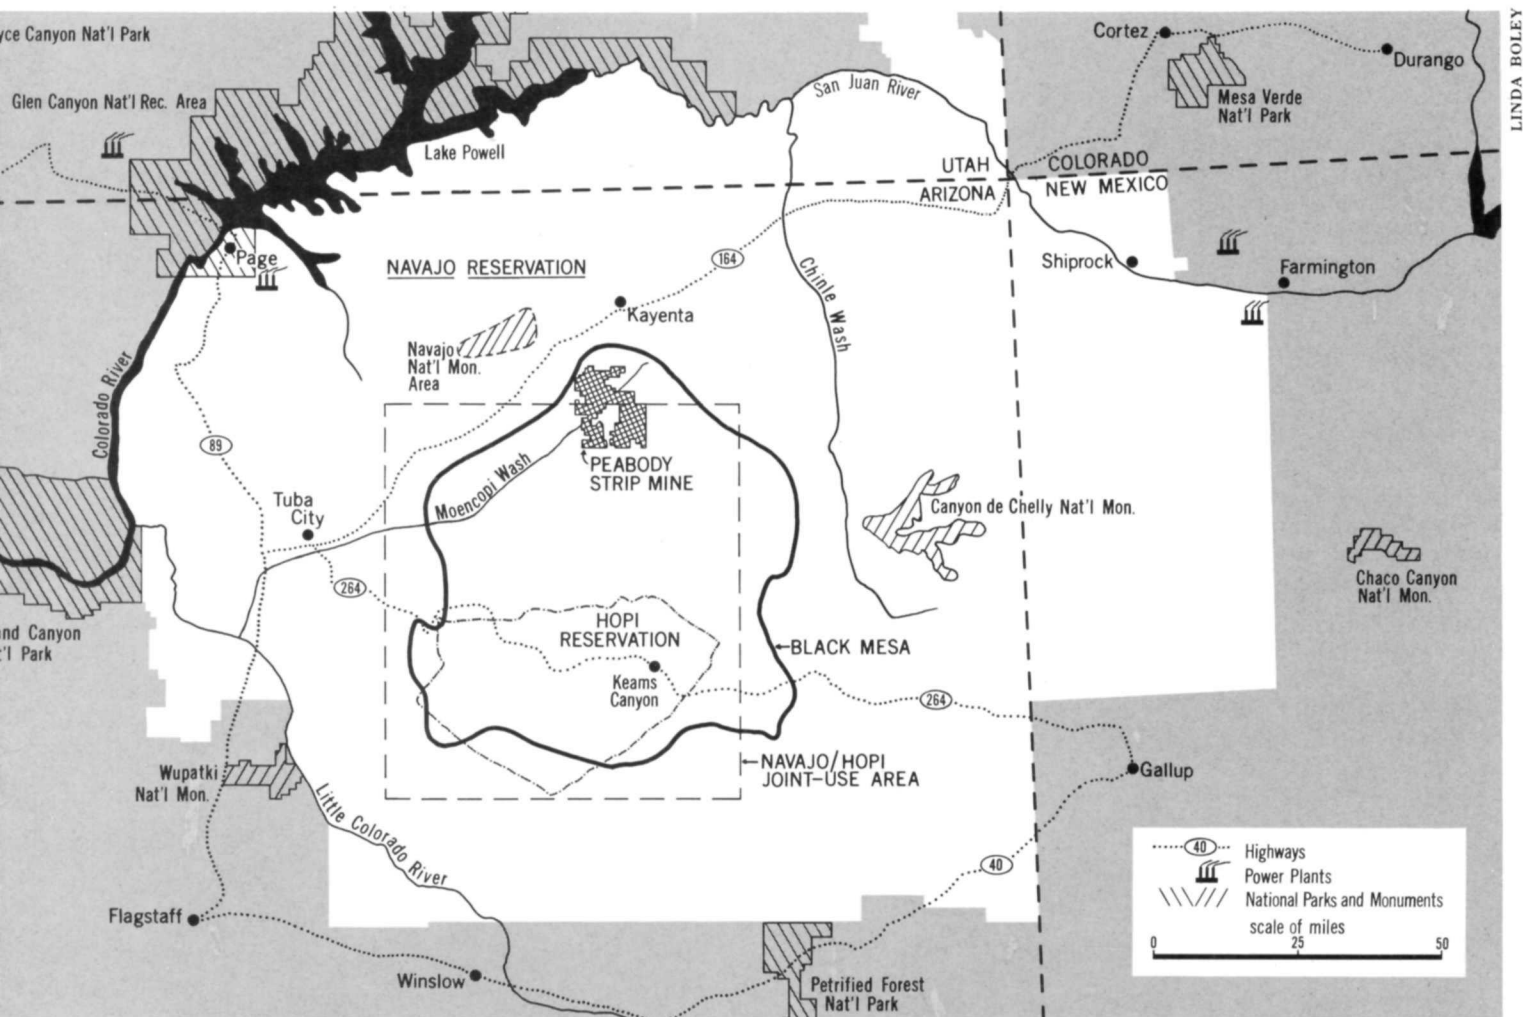 yce Canyon Nat'l Park
Glen Canyon Nat'l Rec. Area
Lake Powell
San Juan River
Cortez
Durango
Mesa Verde
Nat'l Park
LINDA BOLEY
UTAH
COLORADO
ARIZONA
NEW MEXICO
Page
NAVAJO RESERVATION
164
Chinle Wash
Shiprock
Farmington
Kayenta
Navajo
Nat'l Mon.
Area
Colorado River
89
PEABODY
STRIP MINE
Moencopi Wash
Tuba
City
Canyon de Chelly Nat'l Mon.
264
Chaco Canyon
Nat'l Mon.
HOPI
RESERVATION
and Canyon
t'l Park
BLACK MESA
Keams
Canyon
264
NAVAJO/HOPI
JOINT-USE AREA
Gallup
Wupatki
Nat'l Mon.
Little Colorado River
40
Flagstaff
Winslow
Petrified Forest
Nat'l Park
40 Highways
Power Plants
National Parks and Monuments
scale of miles
0 25 50